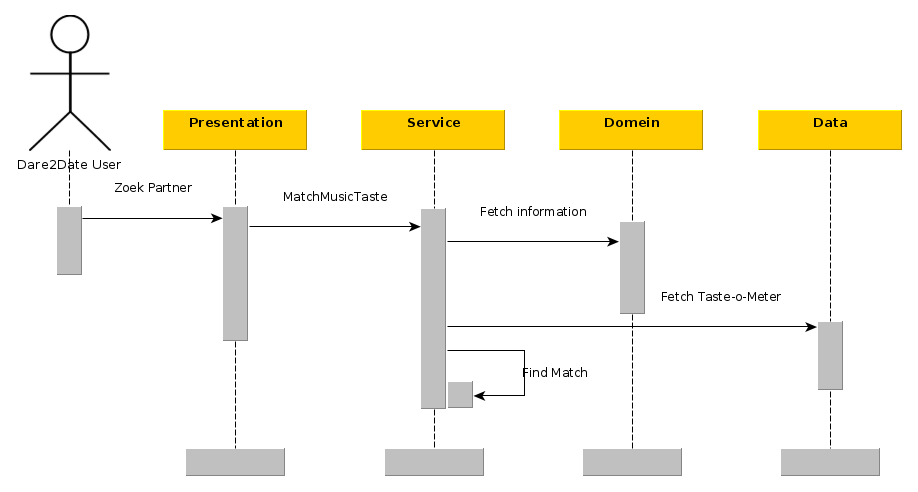 Presentation
Service
Domein
Data
Dare2Date User
Zoek Partner
MatchMusicTaste
Fetch information
Fetch Taste-o-Meter
Find Match